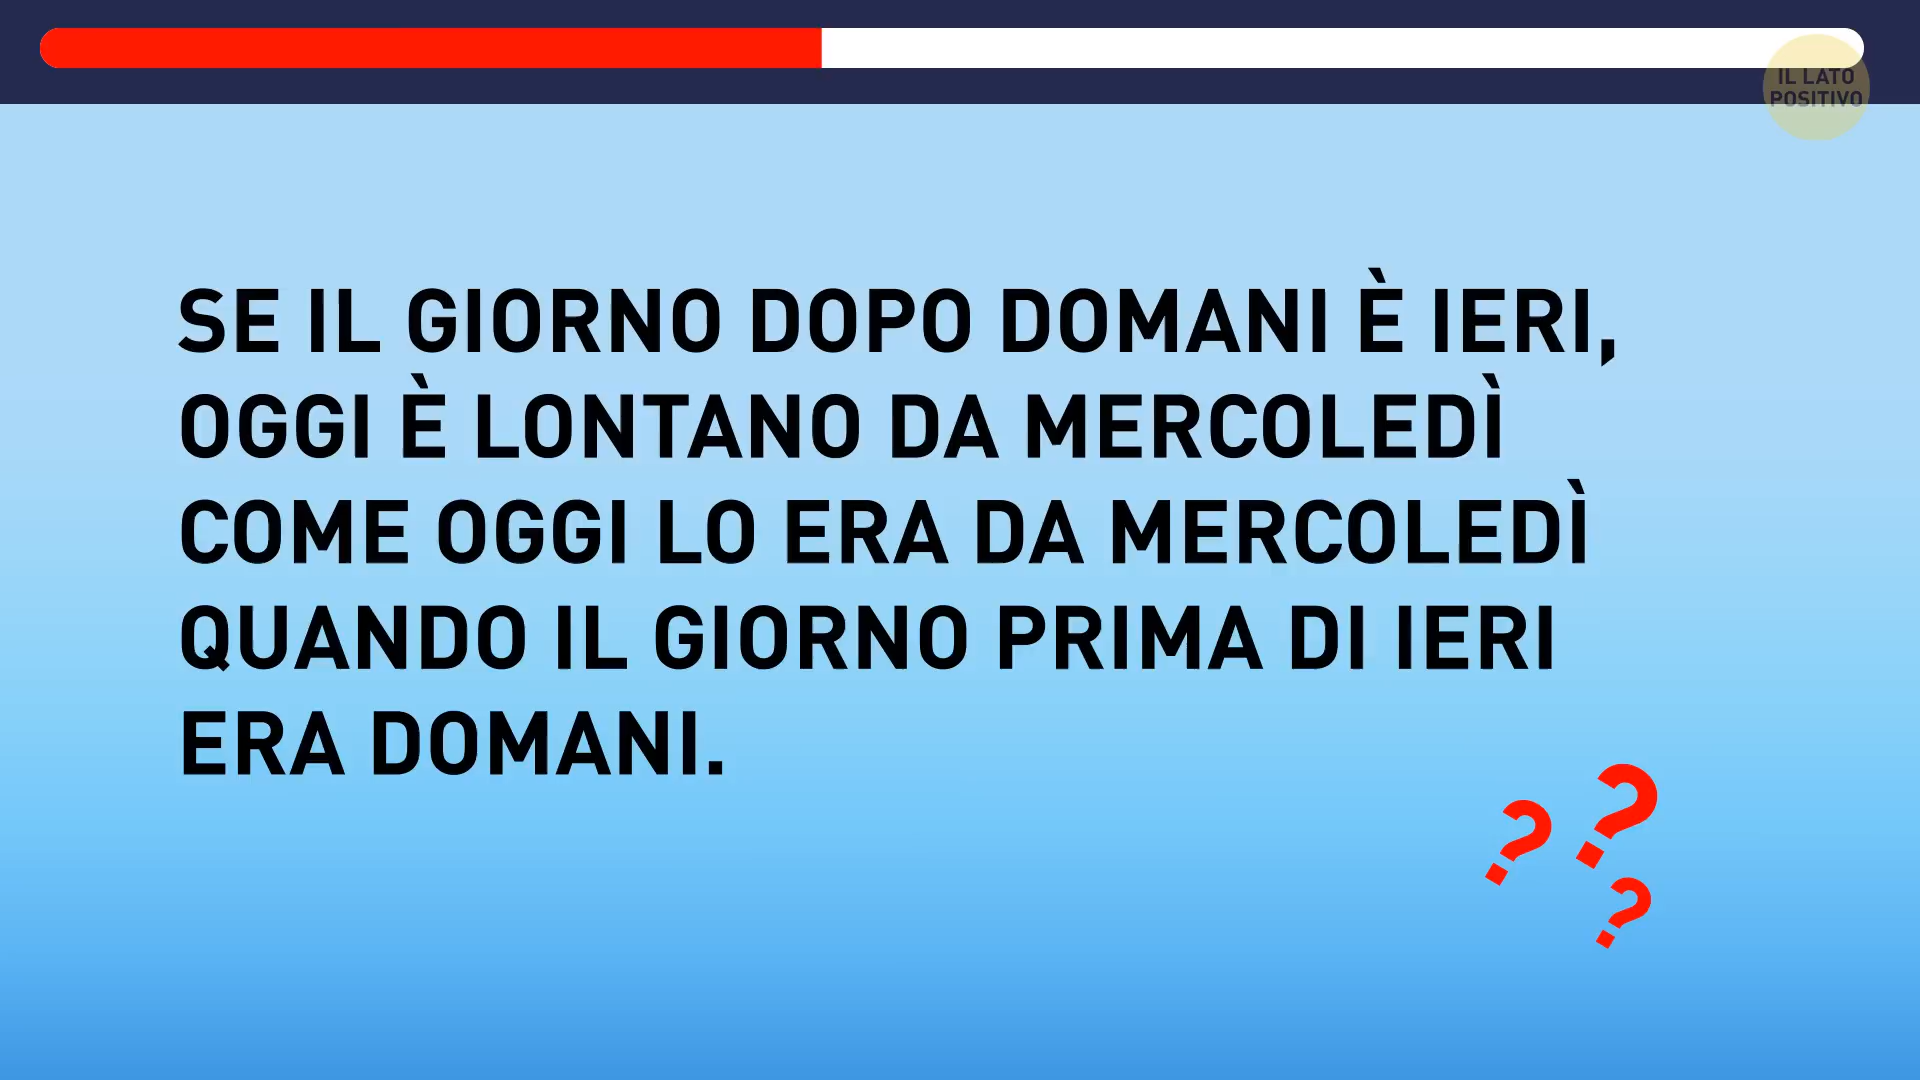 IL LATO
POSITIVO
SE IL GIORNO DOPO DOMANI È IERI,
OGGI È LONTANO DA MERCOLEDÌ
COME OGGI LO ERA DA MERCOLEDÌ
QUANDO IL GIORNO PRIMA DI IERI
ERA DOMANI.
???